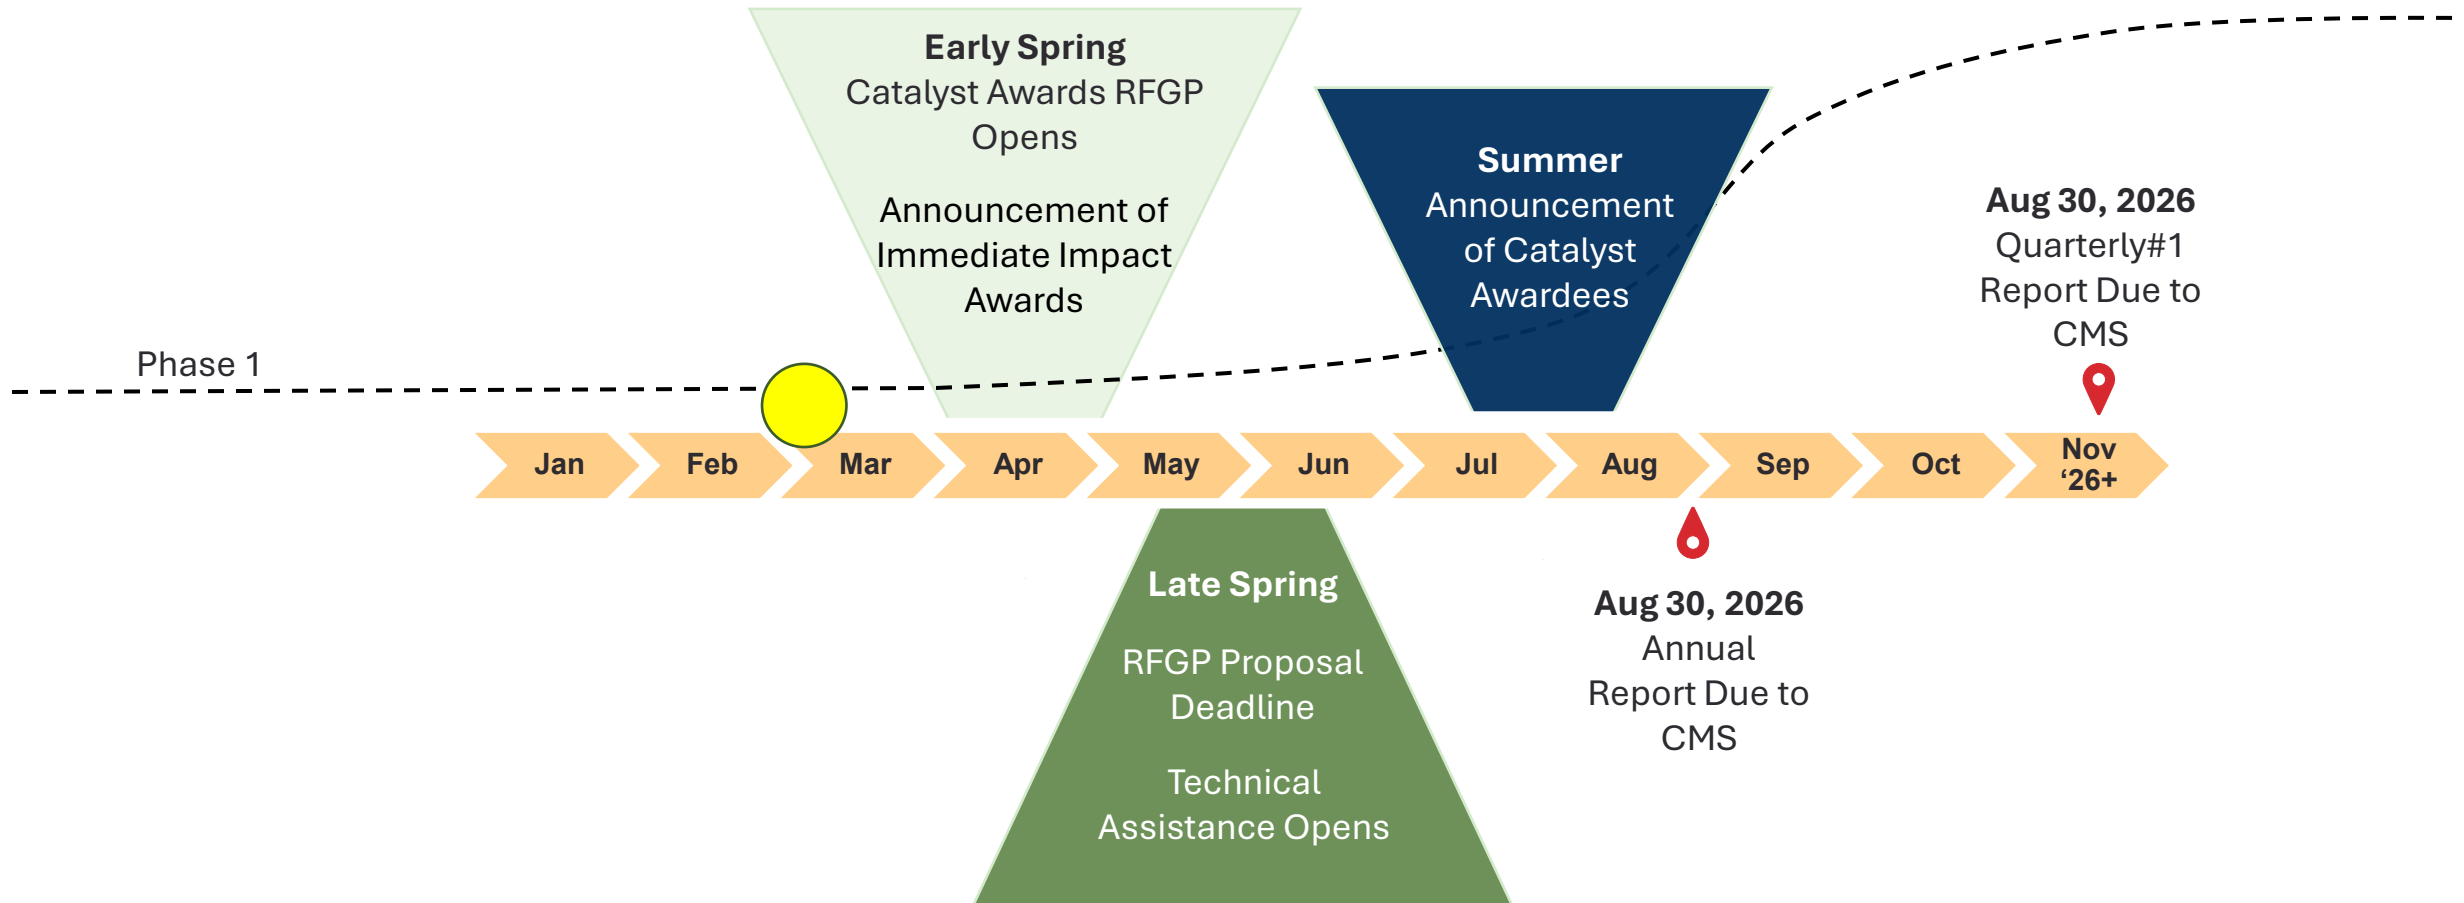 Early Spring
Catalyst Awards RFGP
Opens
Announcement of
Immediate Impact
Awards
Summer
Announcement
of Catalyst
Awardees
Aug 30, 2026
Quarterly#1
Report Due to
CMS
Phase 1
Jan
Feb
Mar
Apr
May
Jun
Jul
Aug
Sep
Oct
Nov
‘26+
Late Spring
RFGP Proposal
Deadline
Technical
Assistance Opens
Aug 30, 2026
Annual
Report Due to
CMS